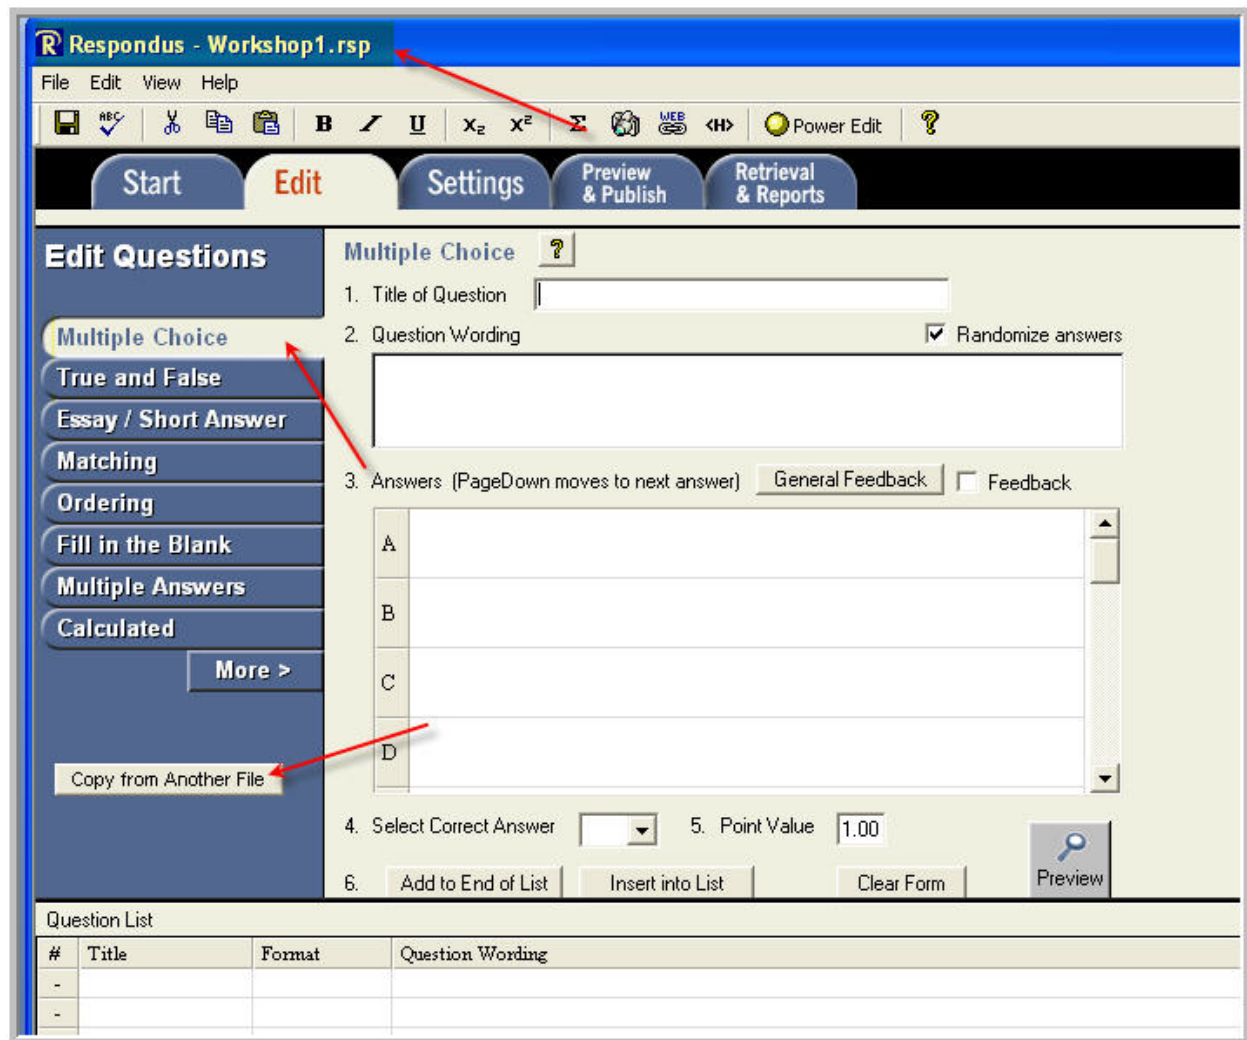 Respondus - Workshop1.rsp
File Edit View Help
ABC B I U X₂ X² Σ WEB <H> Power Edit ?
Start Edit Settings Preview & Publish Retrieval & Reports
Edit Questions
Multiple Choice ?
1. Title of Question
Multiple Choice
2. Question Wording Randomize answers
True and False
Essay / Short Answer
Matching
3. Answers (PageDown moves to next answer) General Feedback Feedback
Ordering
Fill in the Blank
A
Multiple Answers
B
Calculated
More >
C
D
Copy from Another File
4. Select Correct Answer 5. Point Value 1.00
6. Add to End of List Insert into List Clear Form Preview
Question List
# Title Format Question Wording
-
-